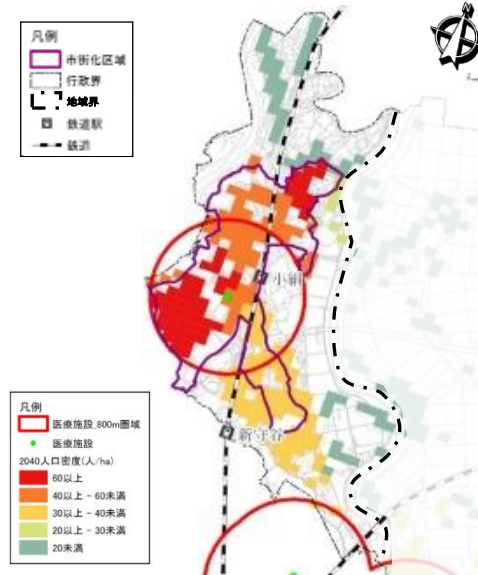 凡例
市街化区域
行政界
地域界
鉄道駅
鉄道
小絹
新守谷
凡例
医療施設_800m圏域
医療施設
2040人口密度(人/ha)
60以上
40以上 - 60未満
30以上 - 40未満
20以上 - 30未満
20未満